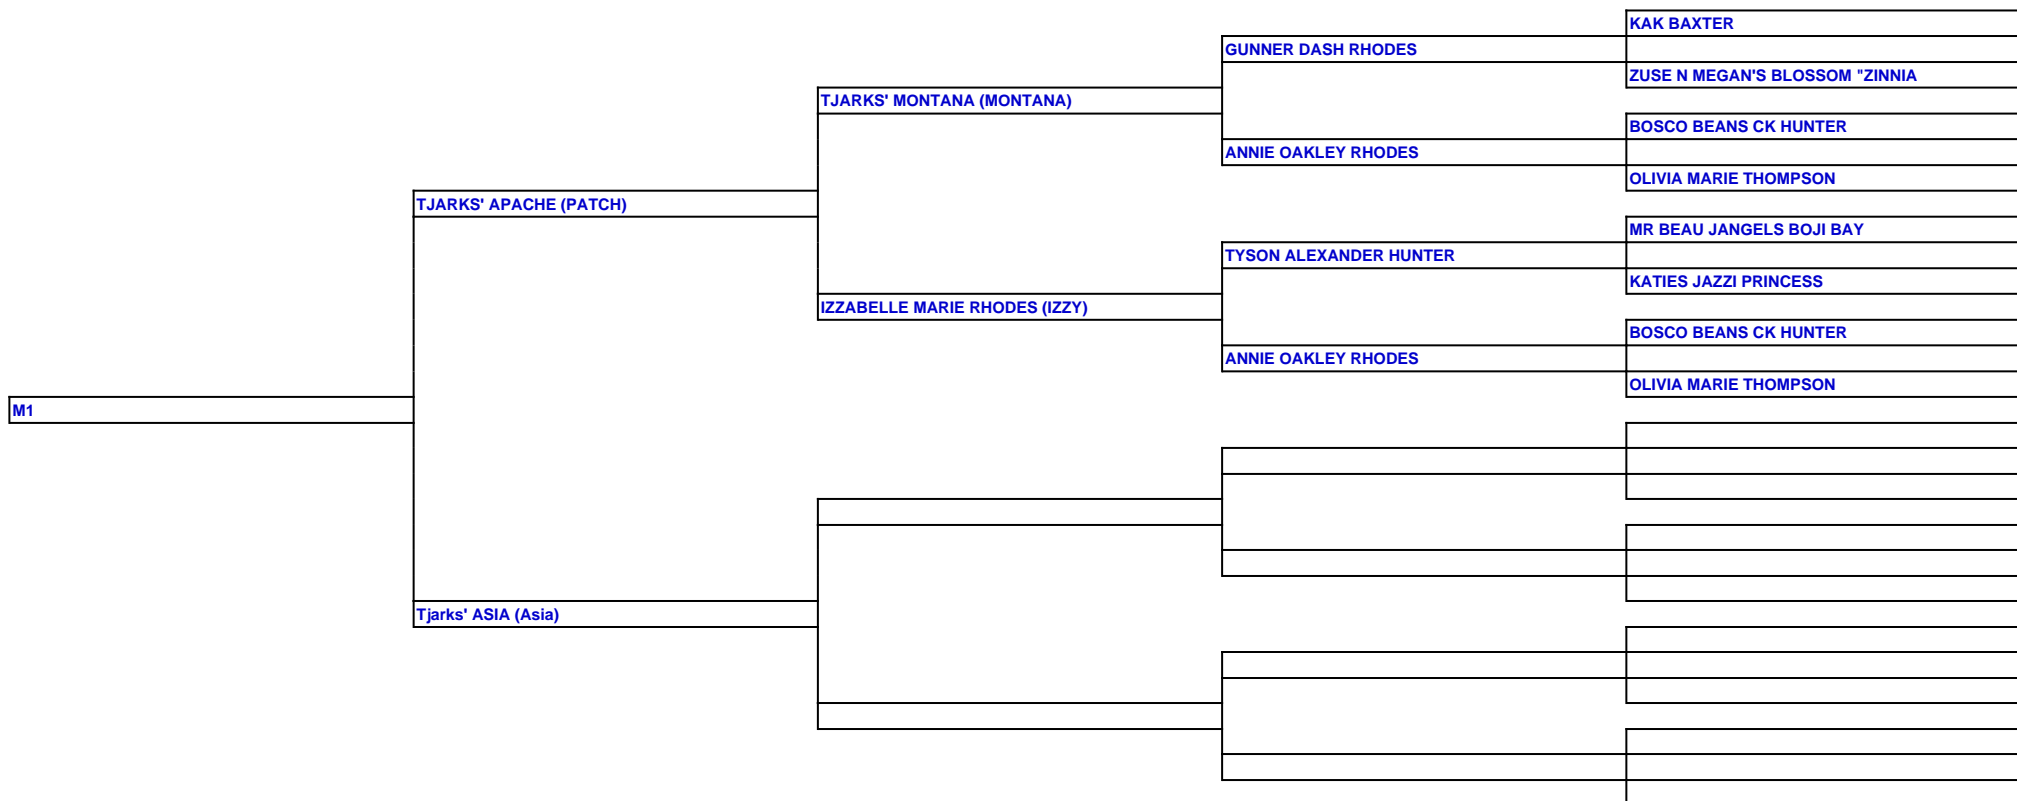 KAK BAXTER
GUNNER DASH RHODES
ZUSE N MEGAN'S BLOSSOM "ZINNIA
TJARKS' MONTANA (MONTANA)
BOSCO BEANS CK HUNTER
ANNIE OAKLEY RHODES
OLIVIA MARIE THOMPSON
TJARKS' APACHE (PATCH)
MR BEAU JANGELS BOJI BAY
TYSON ALEXANDER HUNTER
KATIES JAZZI PRINCESS
IZZABELLE MARIE RHODES (IZZY)
BOSCO BEANS CK HUNTER
ANNIE OAKLEY RHODES
OLIVIA MARIE THOMPSON
M1
Tjarks' ASIA (Asia)